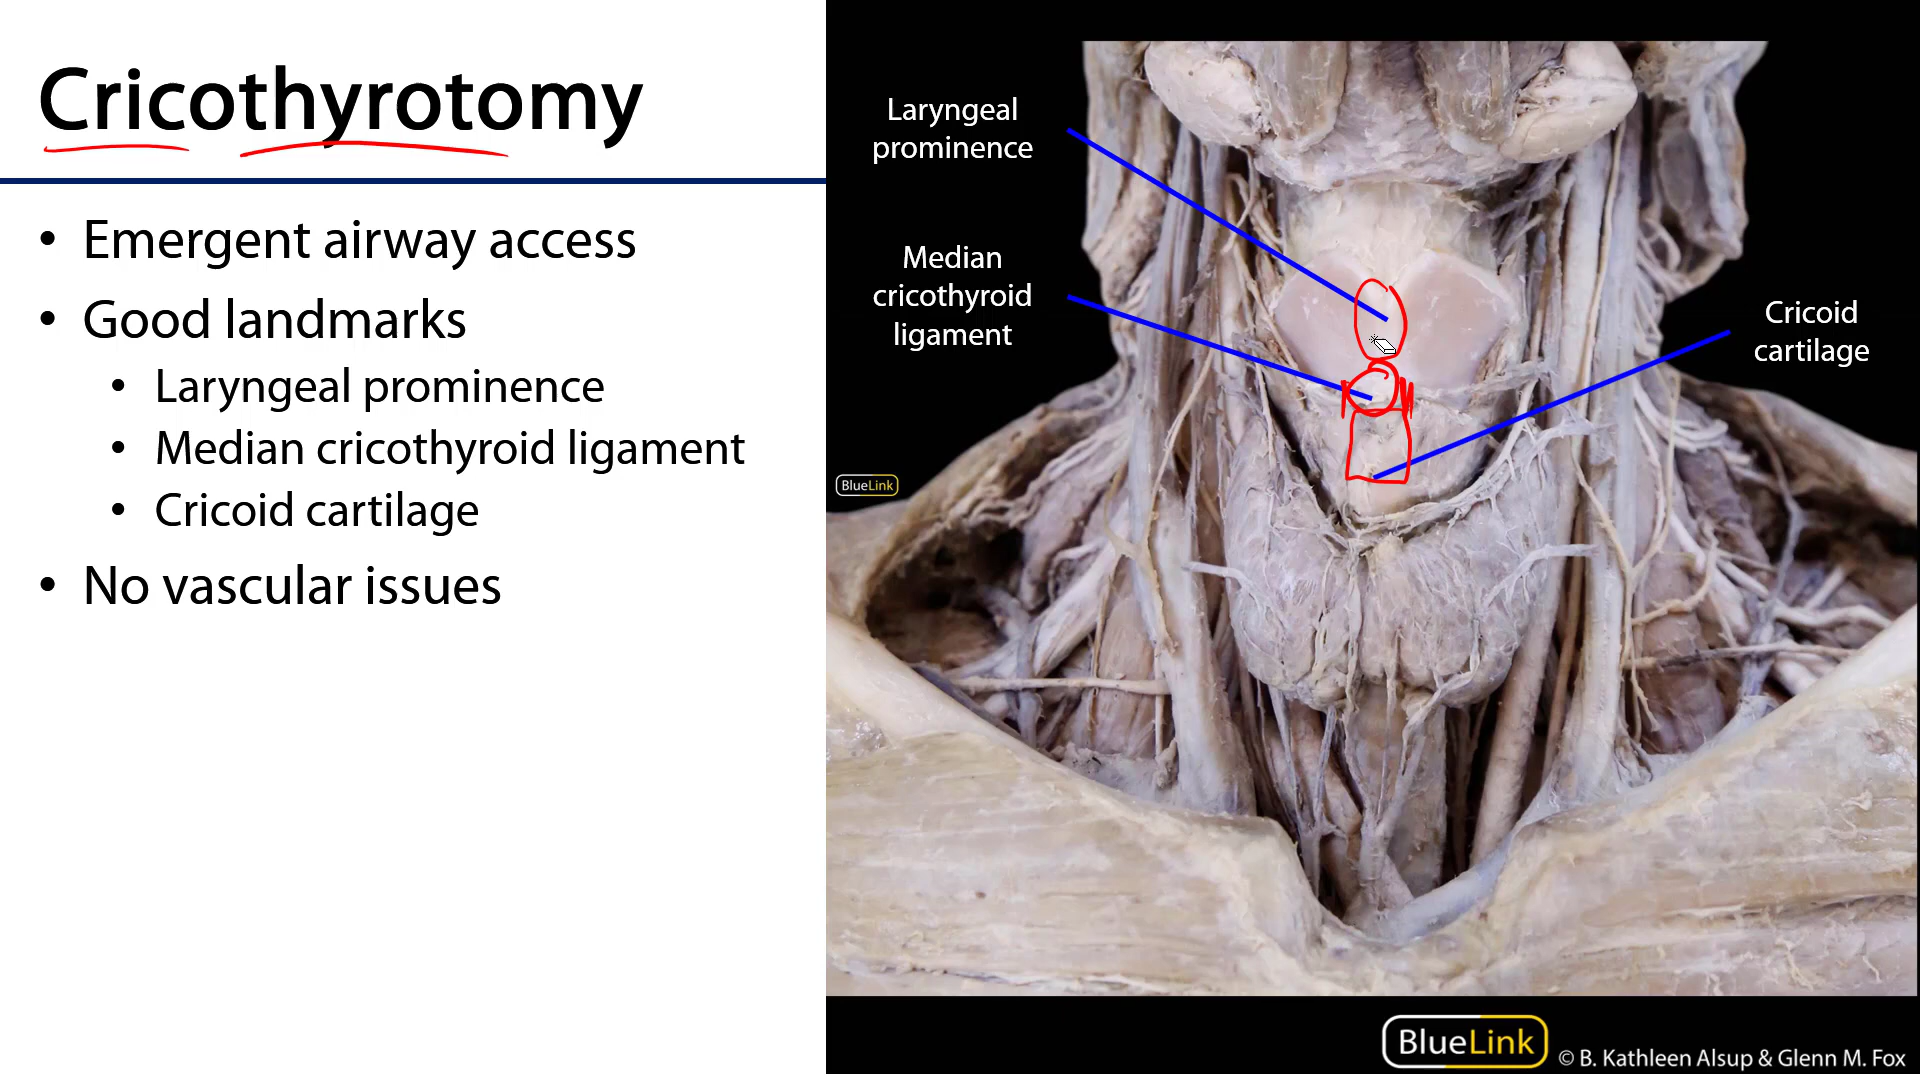 Cricothyrotomy
• Emergent airway access
• Good landmarks
• Laryngeal prominence
• Median cricothyroid ligament
• Cricoid cartilage
• No vascular issues
Laryngeal
prominence
Median
cricothyroid
ligament
Cricoid
cartilage
BlueLink
BlueLink
© B. Kathleen Alsup & Glenn M. Fox